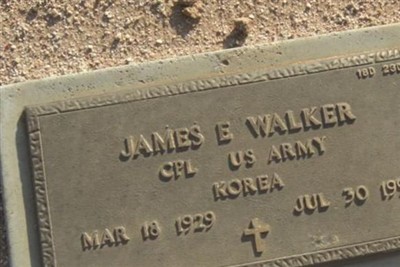 JAMES E WALKER
CPL US ARMY
KOREA
MAR 18 1929 JUL 30